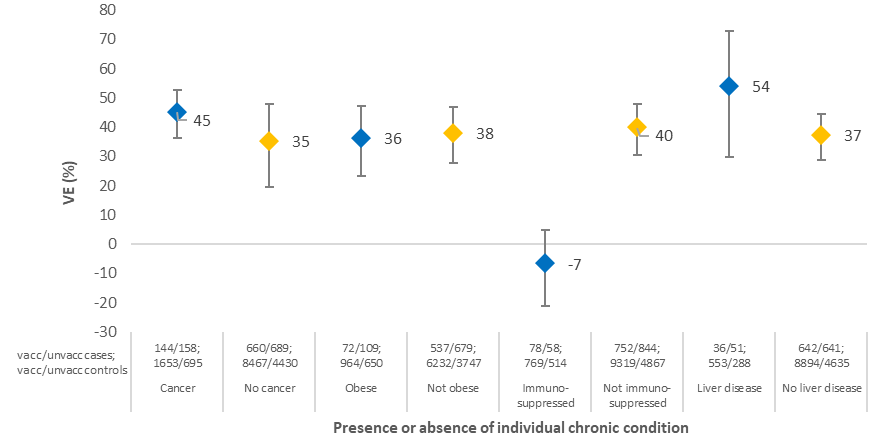 80
70
60
50
40
30
20
10
0
-10
-20
-30
VE (%)
45
35
36
38
-7
40
54
37
vacc/unvacc cases;
vacc/unvacc controls
144/158;
1653/695
Cancer
660/689;
8467/4430
No cancer
72/109;
964/650
Obese
537/679;
6232/3747
Not obese
78/58;
769/514
Immuno-
suppressed
752/844;
9319/4867
Not immuno-
suppressed
36/51;
553/288
Liver disease
642/641;
8894/4635
No liver disease
Presence or absence of individual chronic condition